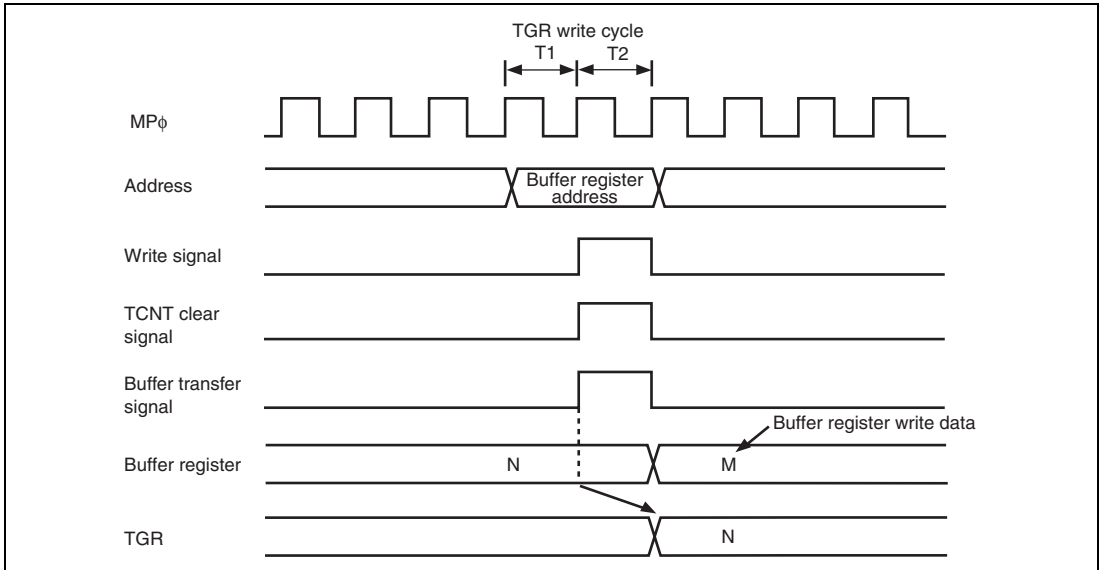 TGR write cycle
T1 T2
MPϕ
Address
Buffer register
address
Write signal
TCNT clear
signal
Buffer transfer
signal
Buffer register write data
Buffer register
N M
TGR
N